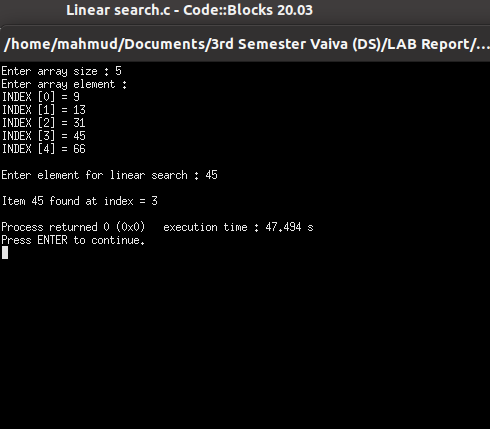 Linear search.c - Code::Blocks 20.03
/home/mahmud/Documents/3rd Semester Vaiva (DS)/LAB Report/...
Enter array size : 5
Enter array element :
INDEX [0] = 9
INDEX [1] = 13
INDEX [2] = 31
INDEX [3] = 45
INDEX [4] = 66
Enter element for linear search : 45
Item 45 found at index = 3
Process returned 0 (0x0)   execution time : 47.494 s
Press ENTER to continue.